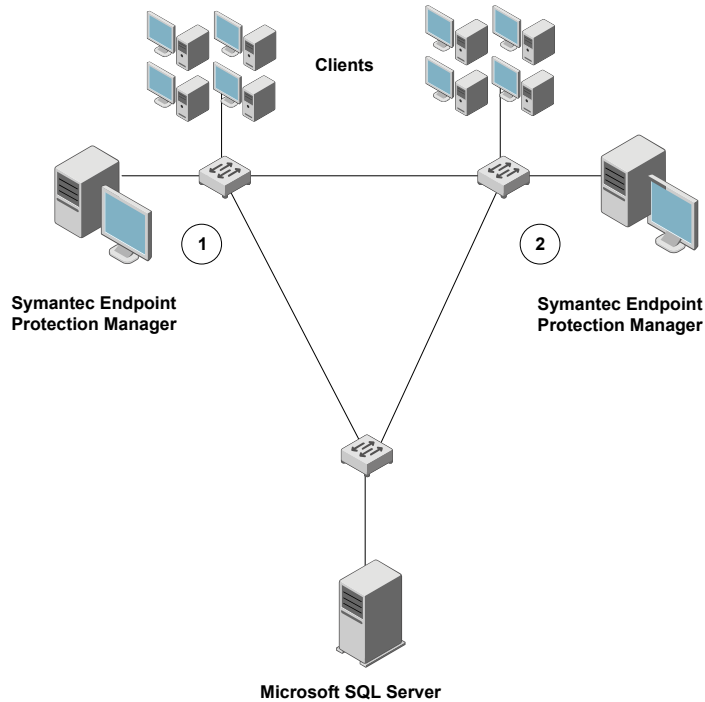 Clients
1
2
Symantec Endpoint
Protection Manager
Symantec Endpoint
Protection Manager
Microsoft SQL Server